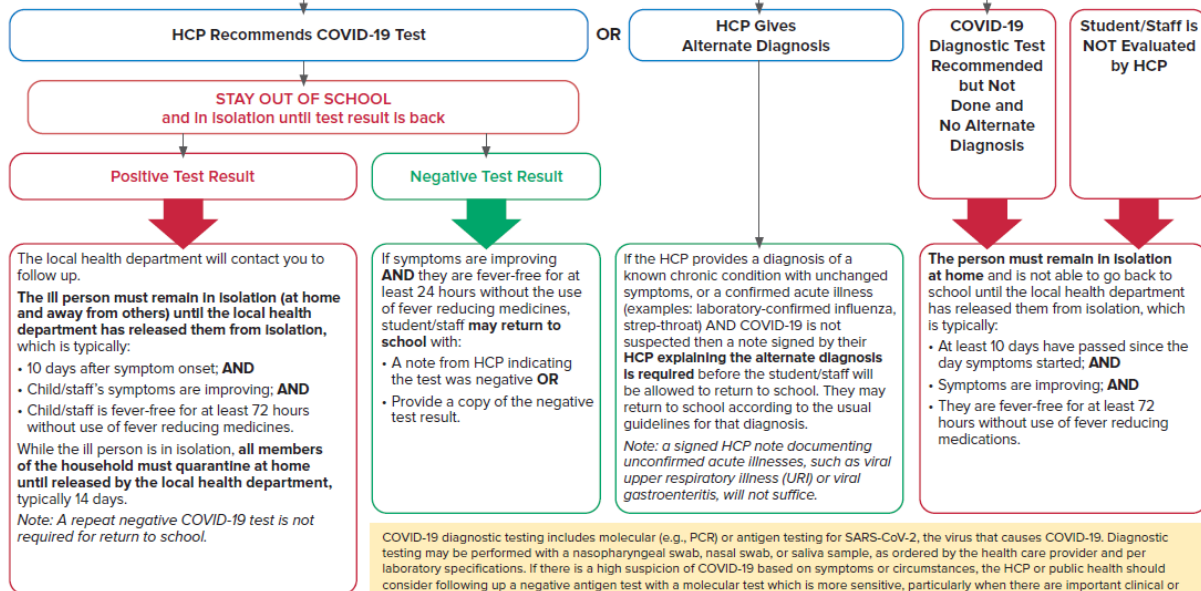 HCP Recommends COVID-19 Test
OR
HCP Gives
Alternate Diagnosis
COVID-19
Diagnostic Test
Recommended
but Not
Done and
No Alternate
Diagnosis
Student/Staff is
NOT Evaluated
by HCP
STAY OUT OF SCHOOL
and in isolation until test result is back
Positive Test Result
Negative Test Result
The local health department will contact you to
follow up.
The ill person must remain in isolation (at home
and away from others) until the local health
department has released them from isolation,
which is typically:
• 10 days after symptom onset; AND
• Child/staff's symptoms are improving; AND
• Child/staff is fever-free for at least 72 hours
without use of fever reducing medicines.
While the ill person is in isolation, all members
of the household must quarantine at home
until released by the local health department,
typically 14 days.
Note: A repeat negative COVID-19 test is not
required for return to school.
If symptoms are improving
AND they are fever-free for at
least 24 hours without the use
of fever reducing medicines,
student/staff may return to
school with:
• A note from HCP indicating
the test was negative OR
• Provide a copy of the negative
test result.
If the HCP provides a diagnosis of a
known chronic condition with unchanged
symptoms, or a confirmed acute illness
(examples: laboratory-confirmed influenza,
strep-throat) AND COVID-19 is not
suspected then a note signed by their
HCP explaining the alternate diagnosis
is required before the student/staff will
be allowed to return to school. They may
return to school according to the usual
guidelines for that diagnosis.
Note: a signed HCP note documenting
unconfirmed acute illnesses, such as viral
upper respiratory illness (URI) or viral
gastroenteritis, will not suffice.
The person must remain in isolation
at home and is not able to go back to
school until the local health department
has released them from isolation, which
is typically:
• At least 10 days have passed since the
day symptoms started; AND
• Symptoms are improving; AND
• They are fever-free for at least 72
hours without use of fever reducing
medications.
COVID-19 diagnostic testing includes molecular (e.g., PCR) or antigen testing for SARS-CoV-2, the virus that causes COVID-19. Diagnostic
testing may be performed with a nasopharyngeal swab, nasal swab, or saliva sample, as ordered by the health care provider and per
laboratory specifications. If there is a high suspicion of COVID-19 based on symptoms or circumstances, the HCP or public health should
consider following up a negative antigen test with a molecular test which is more sensitive, particularly when there are important clinical or